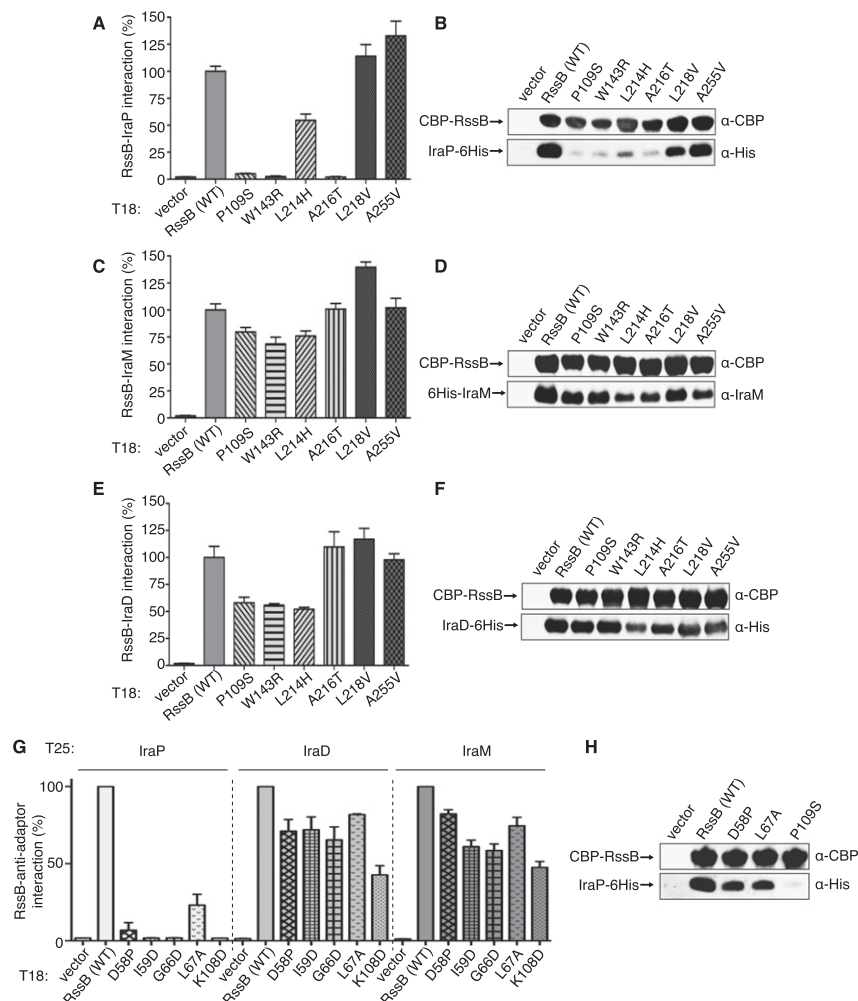 A
RssB-IraP interaction (%)
150
125
100
75
50
25
0
T18:
vector
RssB (WT)
P109S
W143R
L214H
A216T
L218V
A255V
B
vector
RssB (WT)
P109S
W143R
L214H
A216T
L218V
A255V
CBP-RssB→ α-CBP
IraP-6His→ α-His
C
RssB-IraM interaction (%)
150
125
100
75
50
25
0
T18:
vector
RssB (WT)
P109S
W143R
L214H
A216T
L218V
A255V
D
vector
RssB (WT)
P109S
W143R
L214H
A216T
L218V
A255V
CBP-RssB→ α-CBP
6His-IraM→ α-IraM
E
RssB-IraD interaction (%)
150
125
100
75
50
25
0
T18:
vector
RssB (WT)
P109S
W143R
L214H
A216T
L218V
A255V
F
vector
RssB (WT)
P109S
W143R
L214H
A216T
L218V
A255V
CBP-RssB→ α-CBP
IraD-6His→ α-His
G
T25: IraP IraD IraM
RssB-anti-adaptor
interaction (%)
100
50
0
T18:
vector
RssB (WT)
D58P
I59D
G66D
L67A
K108D
vector
RssB (WT)
D58P
I59D
G66D
L67A
K108D
vector
RssB (WT)
D58P
I59D
G66D
L67A
K108D
H
vector
RssB (WT)
D58P
L67A
P109S
CBP-RssB→ α-CBP
IraP-6His→ α-His